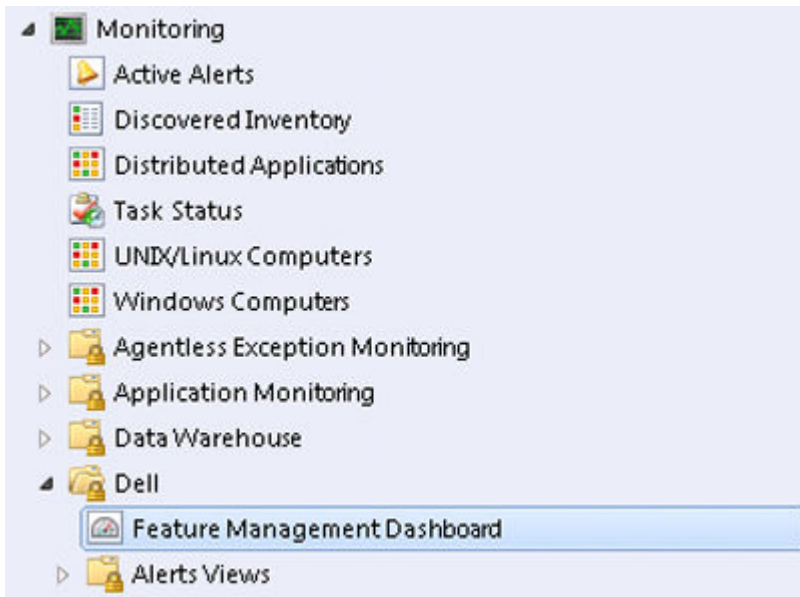 Monitoring
Active Alerts
Discovered Inventory
Distributed Applications
Task Status
UNIX/Linux Computers
Windows Computers
Agentless Exception Monitoring
Application Monitoring
Data Warehouse
Dell
Feature Management Dashboard
Alerts Views